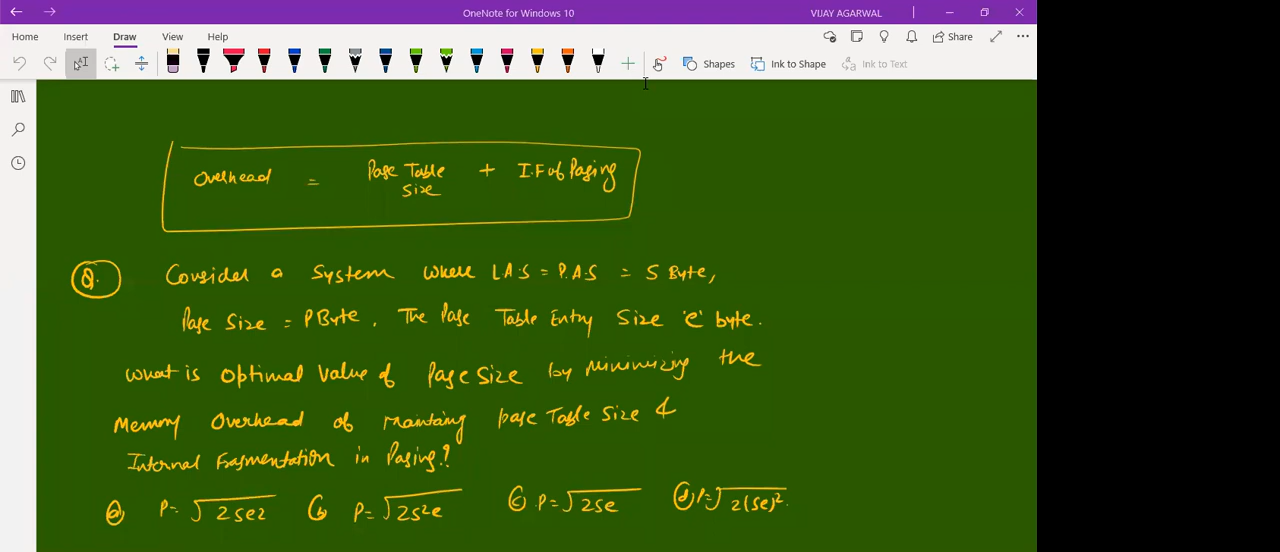 OneNote for Windows 10
VIJAY AGARWAL
Home Insert Draw View Help
Share
Shapes Ink to Shape Ink to Text
Overhead = Page Table Size + I.F of Paging
Q. Consider a System where L.A.S = P.A.S = S Byte,
Page Size = P Byte. The Page Table Entry Size 'e' byte.
What is Optimal Value of Page Size by Minimizing the
Memory Overhead of Mantaing page Table Size &
Internal Fragmentation in Paging?
(a) P = √2se2 (b) P = √2s²e (c) P = √2se (d) P = √2(se)².